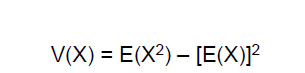 V(X) = E(X²) – [E(X)]²